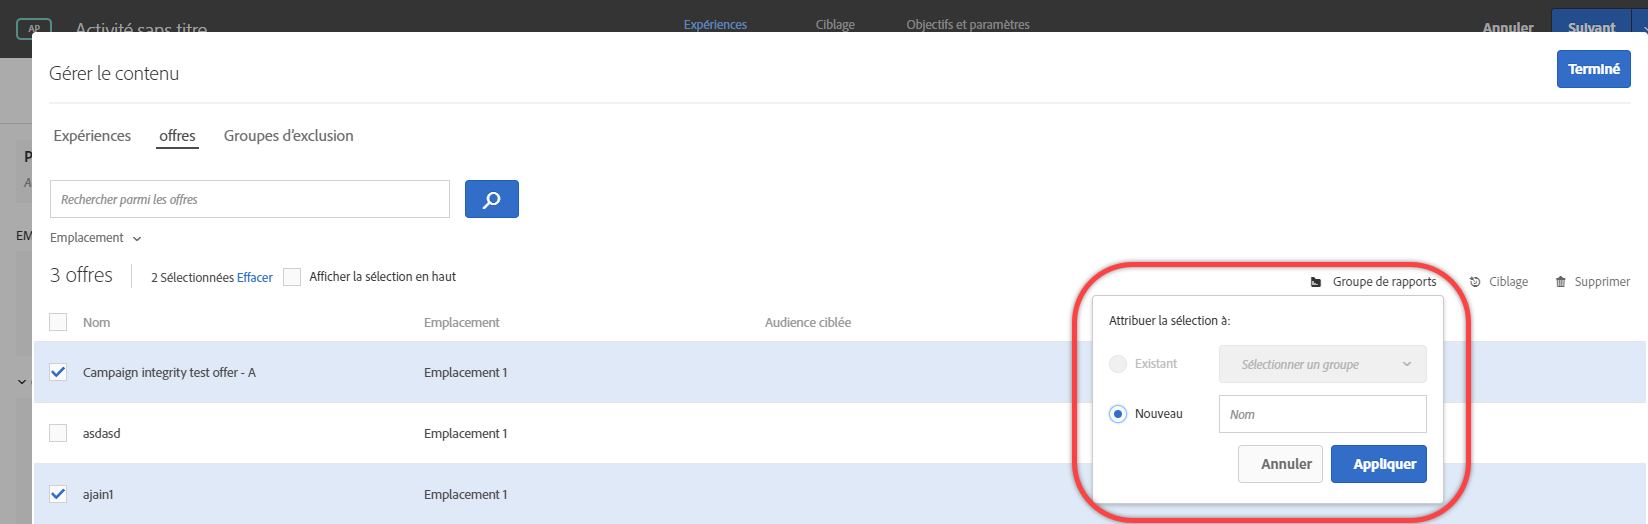 AP
Activité sans titre
Expériences
Ciblage
Objectifs et paramètres
Annuler
Suivant
Gérer le contenu
Terminé
Expériences
offres
Groupes d'exclusion
Rechercher parmi les offres
Emplacement
3 offres
2 Sélectionnées Effacer
Afficher la sélection en haut
Groupe de rapports
Ciblage
Supprimer
Nom
Emplacement
Audience ciblée
Attribuer la sélection à:
Existant
Sélectionner un groupe
Campaign integrity test offer - A
Emplacement 1
Nouveau
Nom
asdasd
Emplacement 1
Annuler
Appliquer
ajain1
Emplacement 1